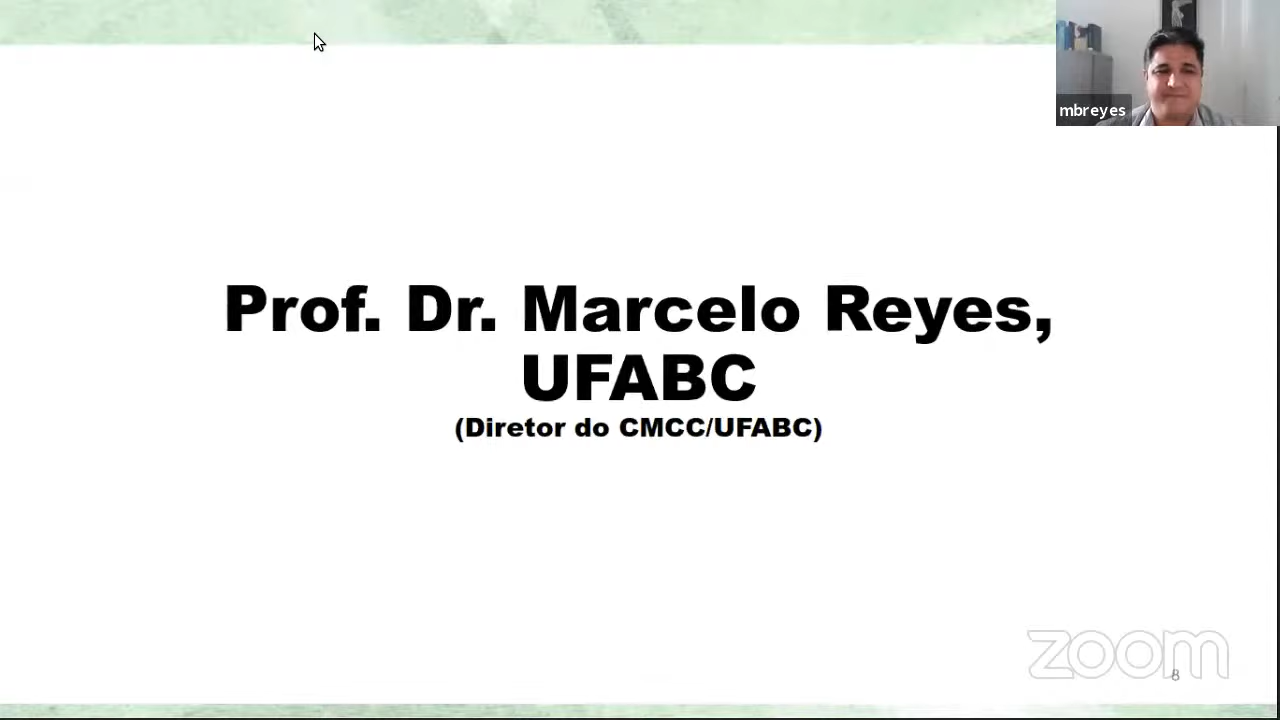 mbreyes
Prof. Dr. Marcelo Reyes,
UFABC
(Diretor do CMCC/UFABC)
zoom
8